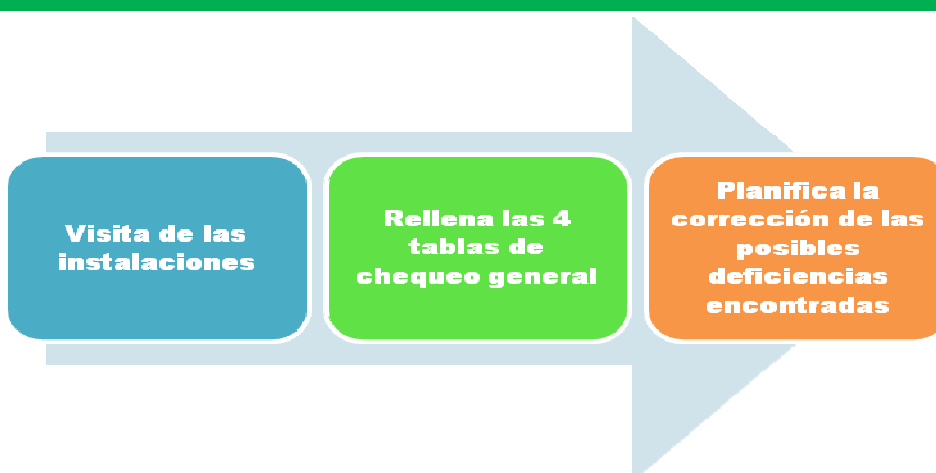 Visita de las
instalaciones
Rellena las 4
tablas de
chequeo general
Planifica la
corrección de las
posibles
deficiencias
encontradas